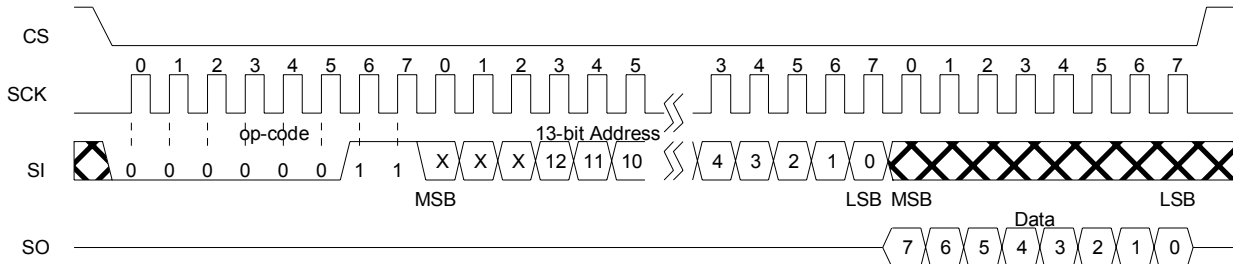 CS
0 1 2 3 4 5 6 7 0 1 2 3 4 5 3 4 5 6 7 0 1 2 3 4 5 6 7
SCK
op-code 13-bit Address
SI 0 0 0 0 0 0 1 1 X X X 12 11 10 4 3 2 1 0
MSB LSB MSB LSB
Data
SO 7 6 5 4 3 2 1 0